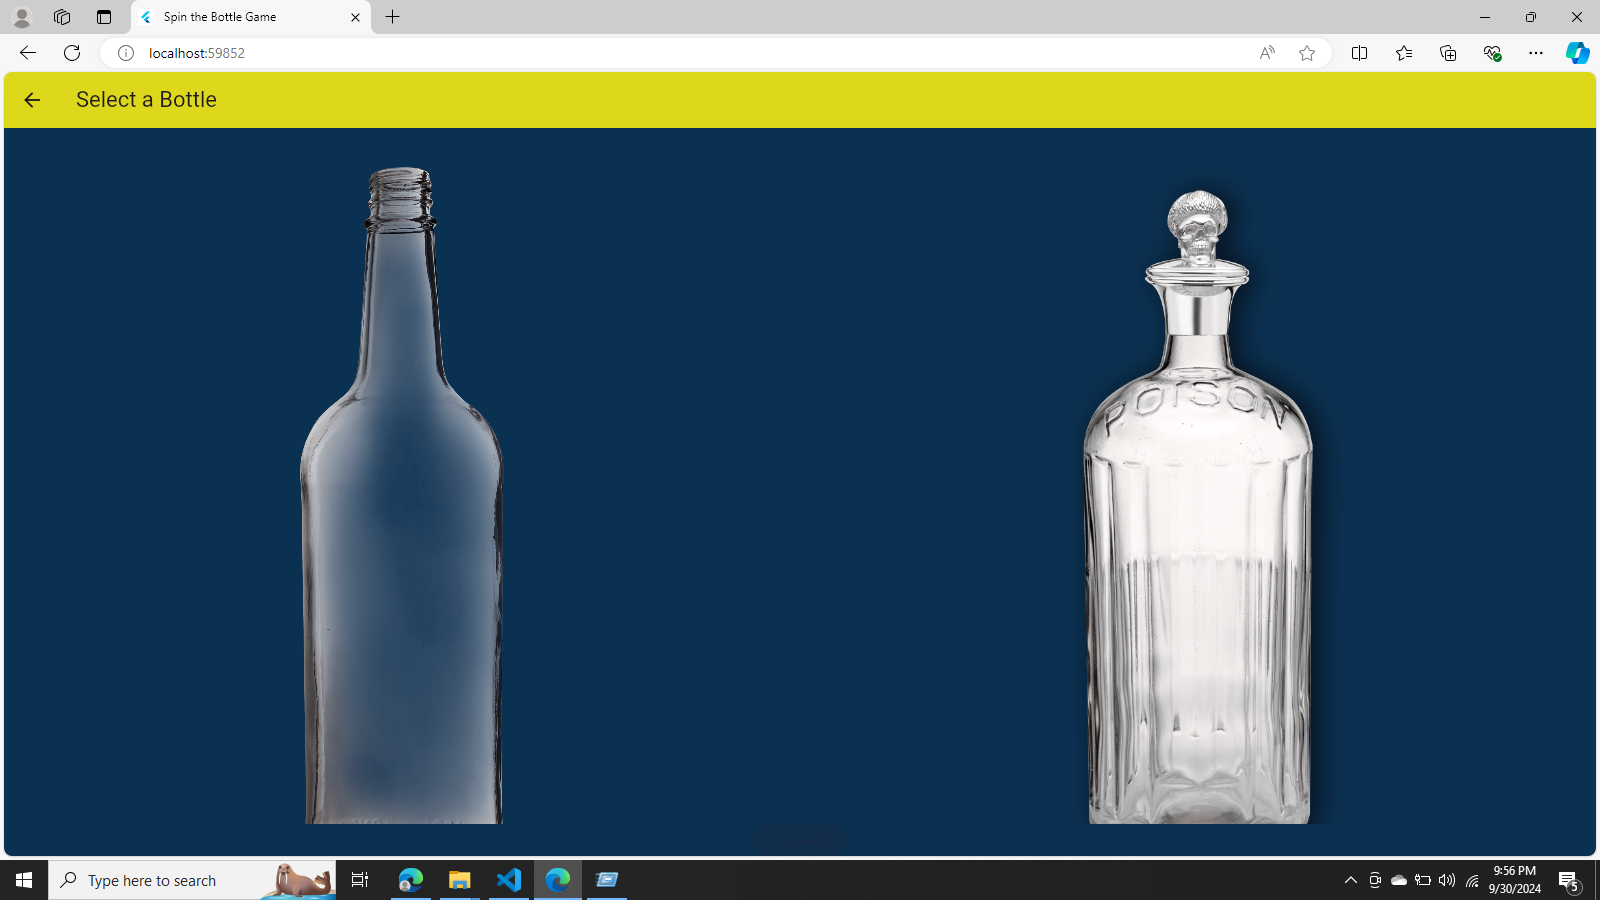 Spin the Bottle Game
localhost:59852
Select a Bottle
POISON
Type here to search
9:56 PM
9/30/2024
5